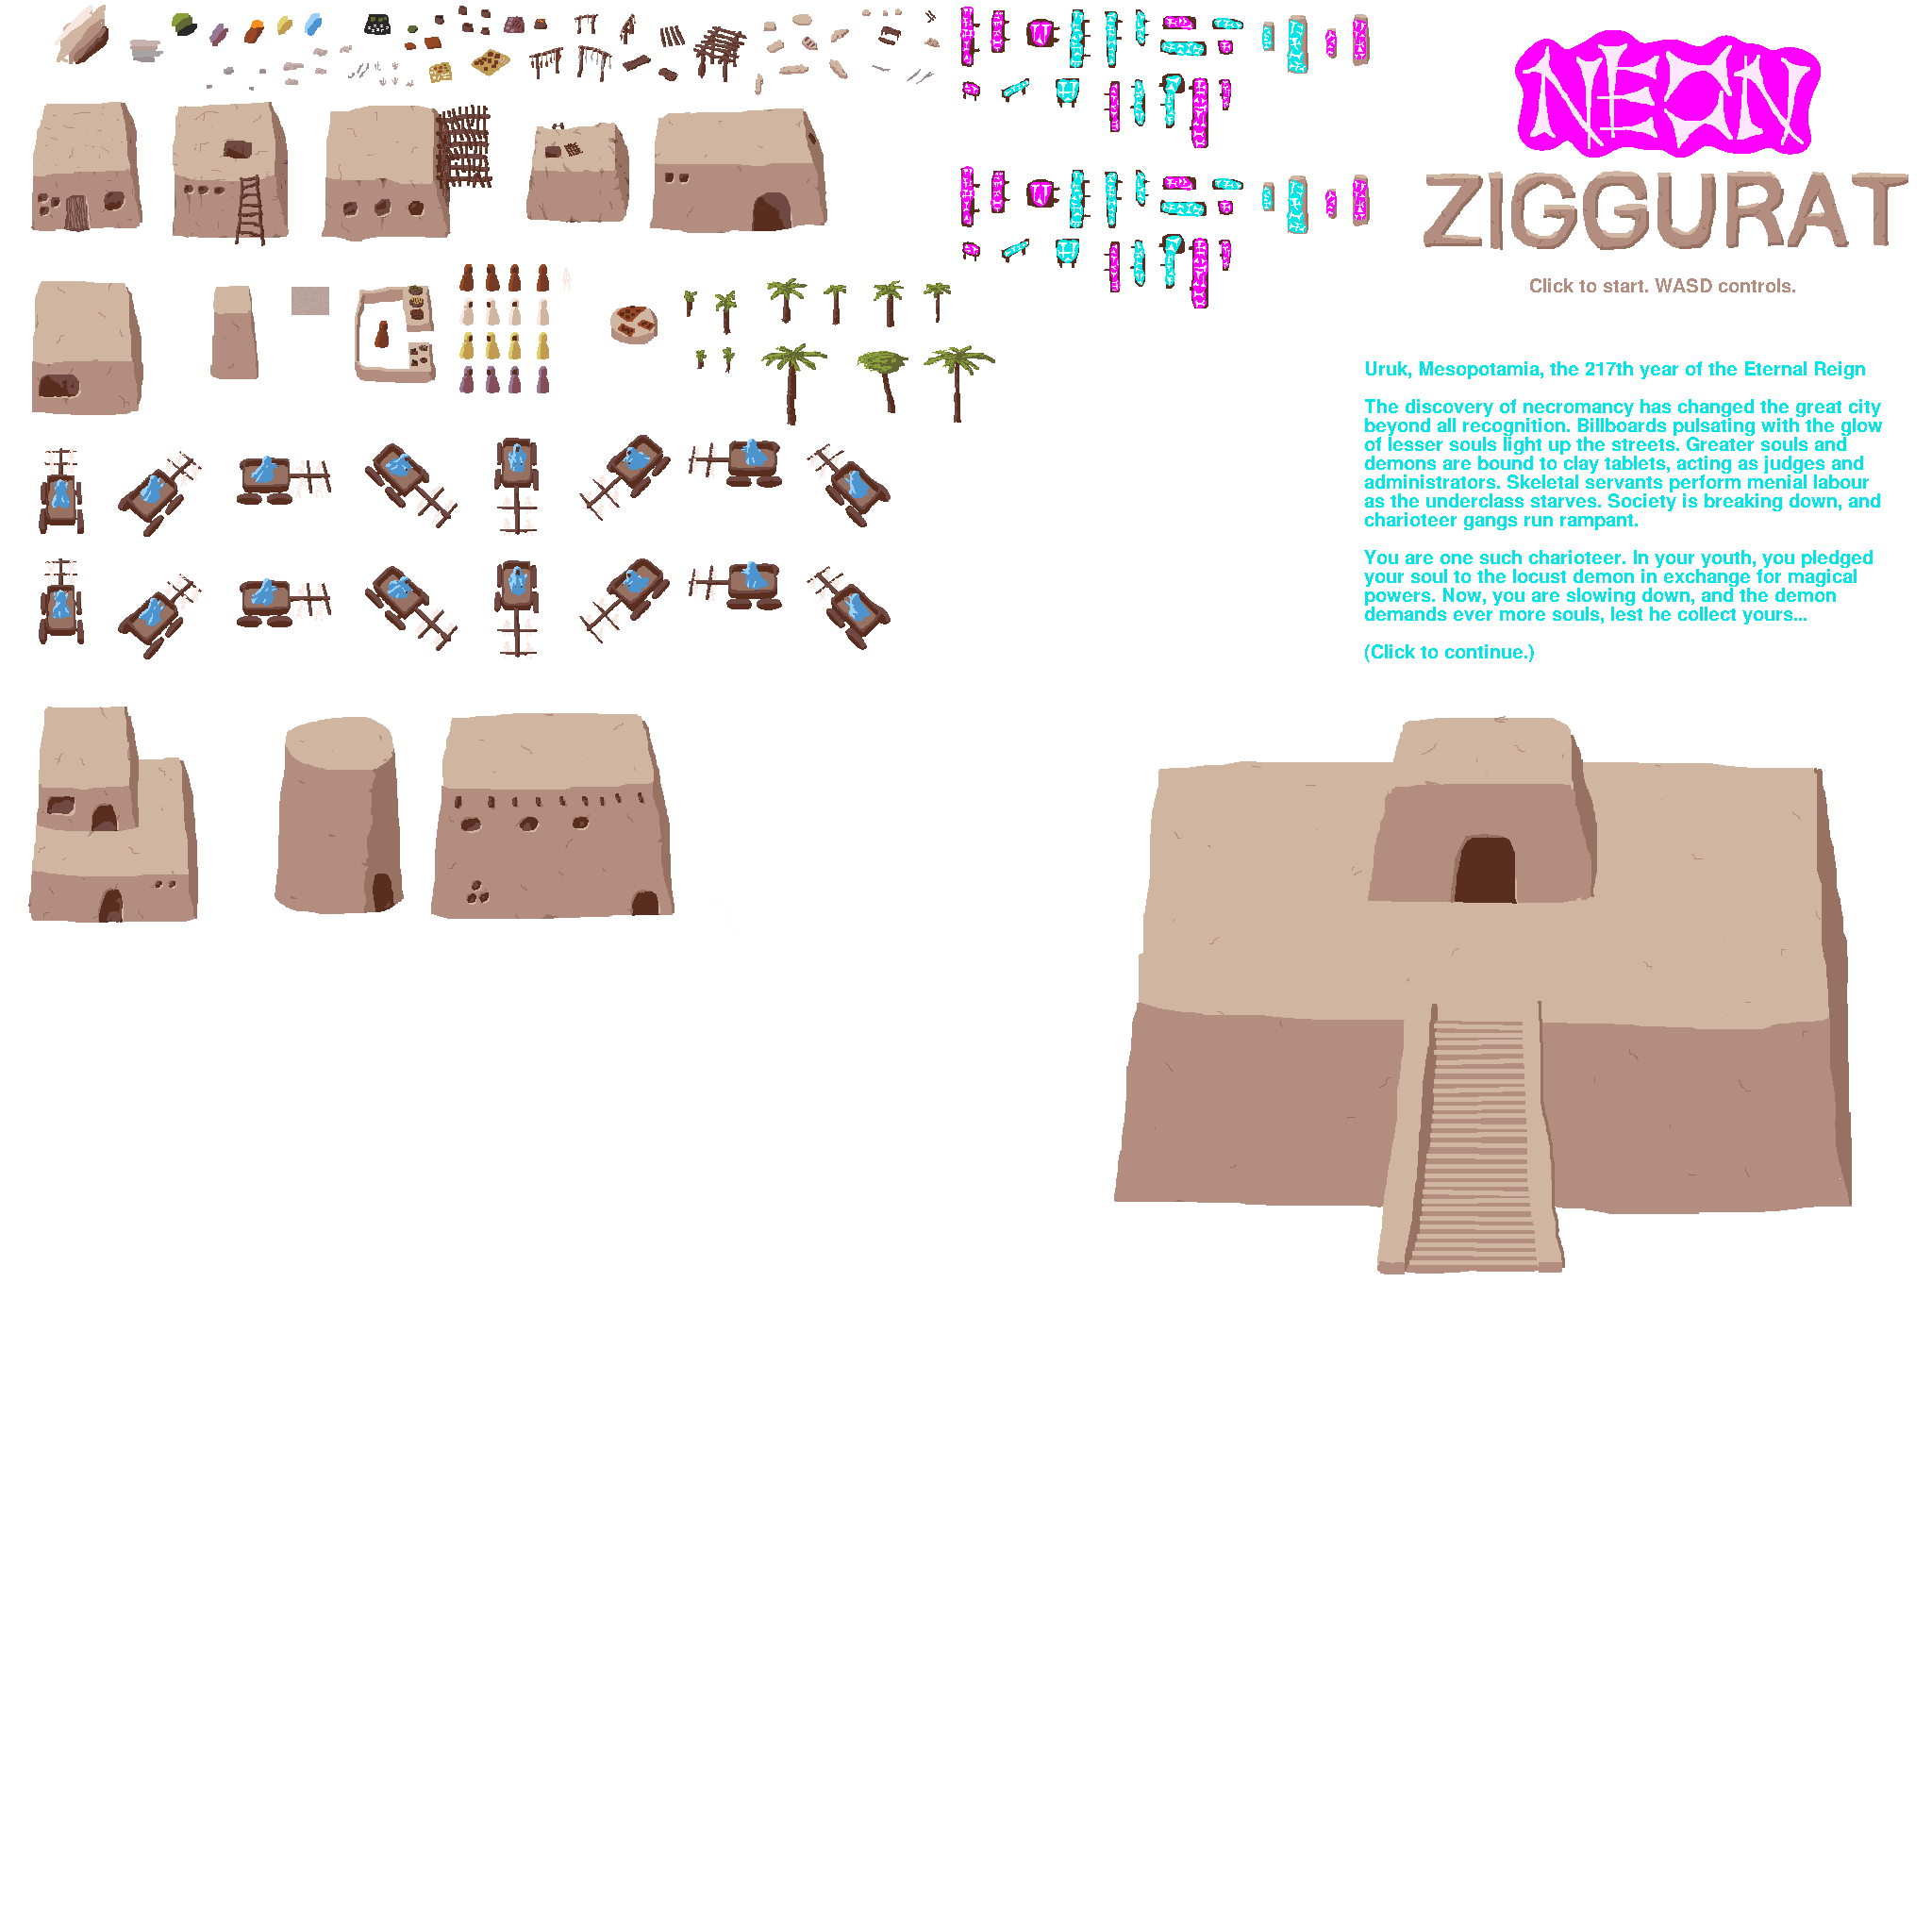 NEON
ZIGGURAT
Click to start. WASD controls.
Uruk, Mesopotamia, the 217th year of the Eternal Reign
The discovery of necromancy has changed the great city
beyond all recognition. Billboards pulsating with the glow
of lesser souls light up the streets. Greater souls and
demons are bound to clay tablets, acting as judges and
administrators. Skeletal servants perform menial labour
as the underclass starves. Society is breaking down, and
charioteer gangs run rampant.
You are one such charioteer. In your youth, you pledged
your soul to the locust demon in exchange for magical
powers. Now, you are slowing down, and the demon
demands ever more souls, lest he collect yours...
(Click to continue.)